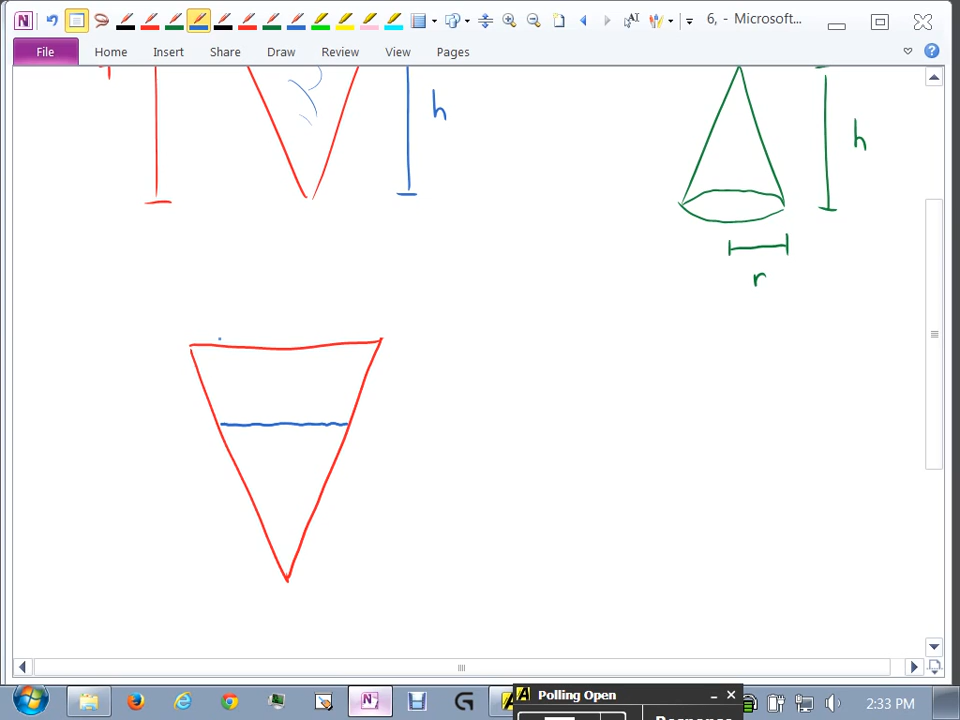 6, - Microsoft...
File Home Insert Share Draw Review View Pages
h
h
r
Polling Open
2:33 PM